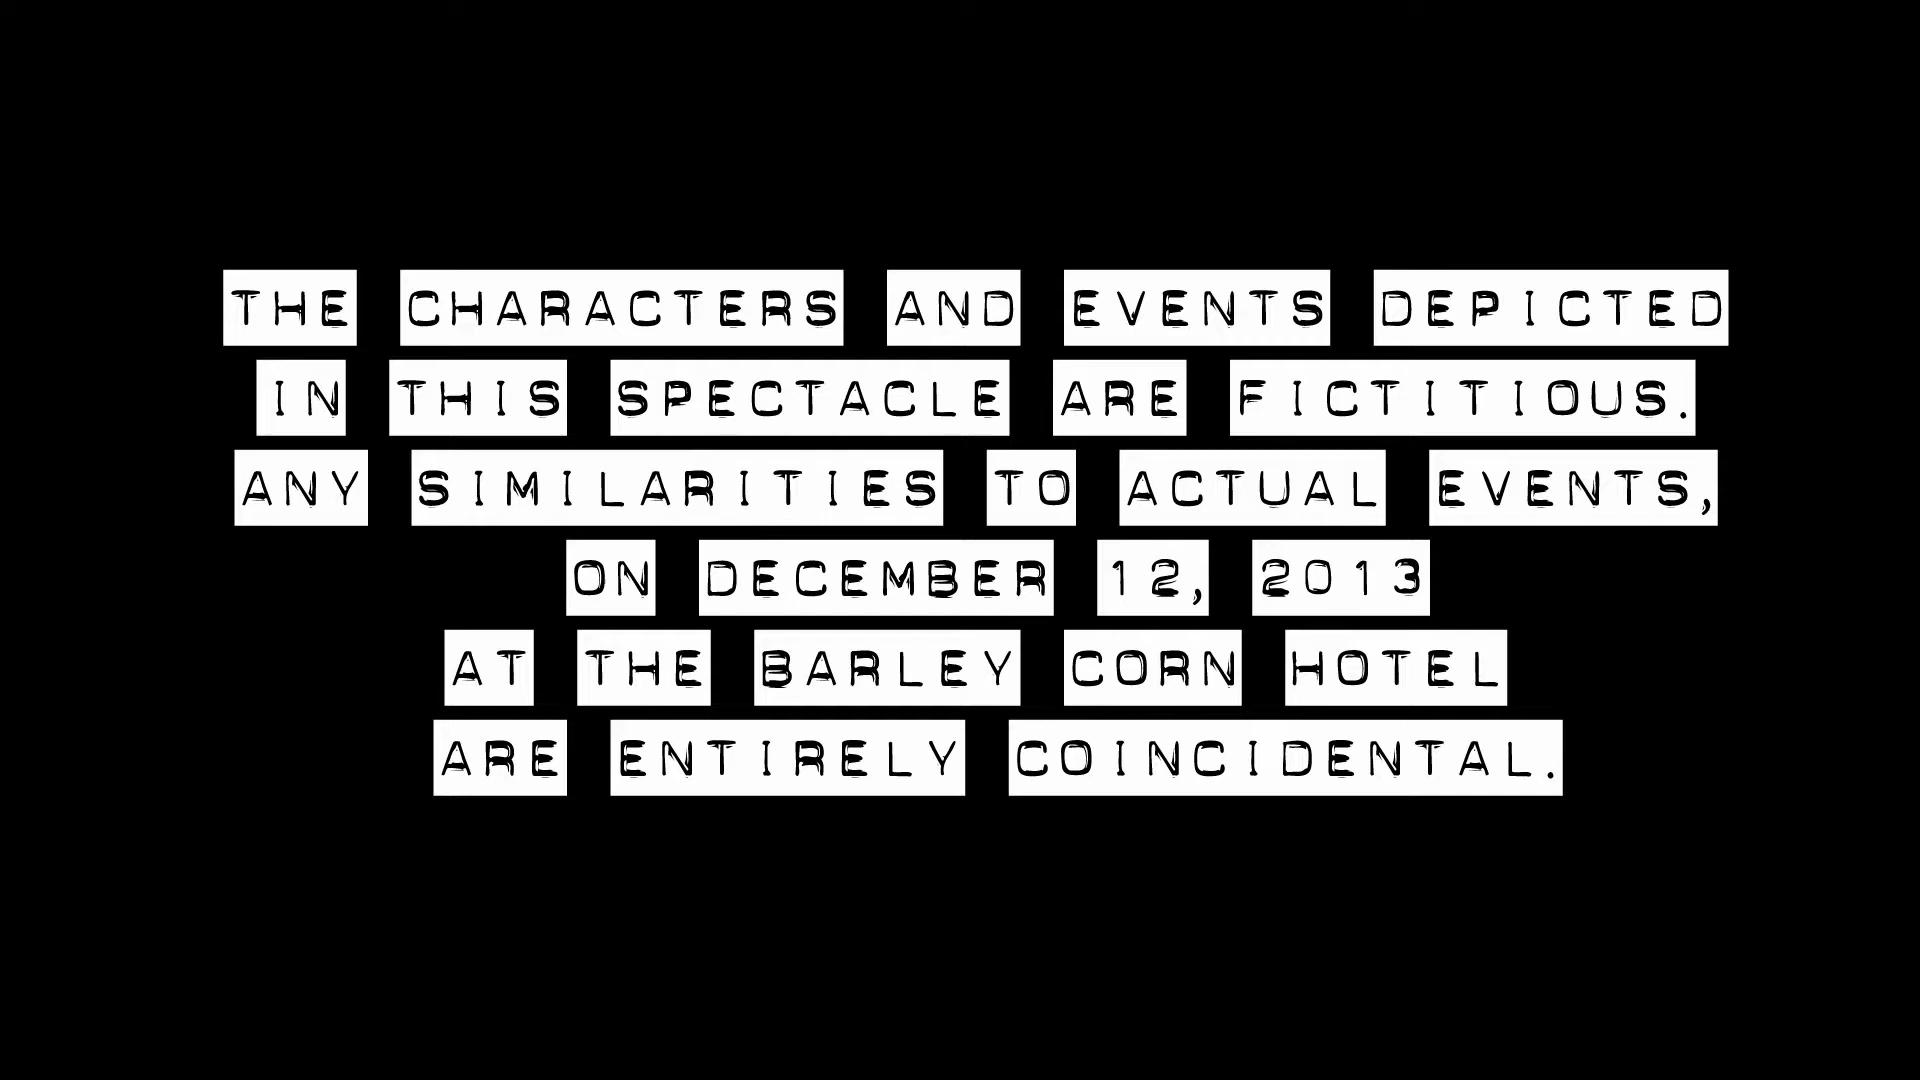 THE CHARACTERS AND EVENTS DEPICTED
IN THIS SPECTACLE ARE FICTITIOUS.
ANY SIMILARITIES TO ACTUAL EVENTS,
ON DECEMBER 12, 2013
AT THE BARLEY CORN HOTEL
ARE ENTIRELY COINCIDENTAL.